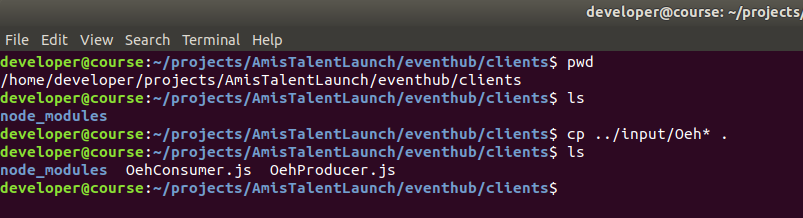 developer@course: ~/projects/
File Edit View Search Terminal Help
developer@course:~/projects/AmisTalentLaunch/eventhub/clients$ pwd
/home/developer/projects/AmisTalentLaunch/eventhub/clients
developer@course:~/projects/AmisTalentLaunch/eventhub/clients$ ls
node_modules
developer@course:~/projects/AmisTalentLaunch/eventhub/clients$ cp ../input/Oeh* .
developer@course:~/projects/AmisTalentLaunch/eventhub/clients$ ls
node_modules  OehConsumer.js  OehProducer.js
developer@course:~/projects/AmisTalentLaunch/eventhub/clients$